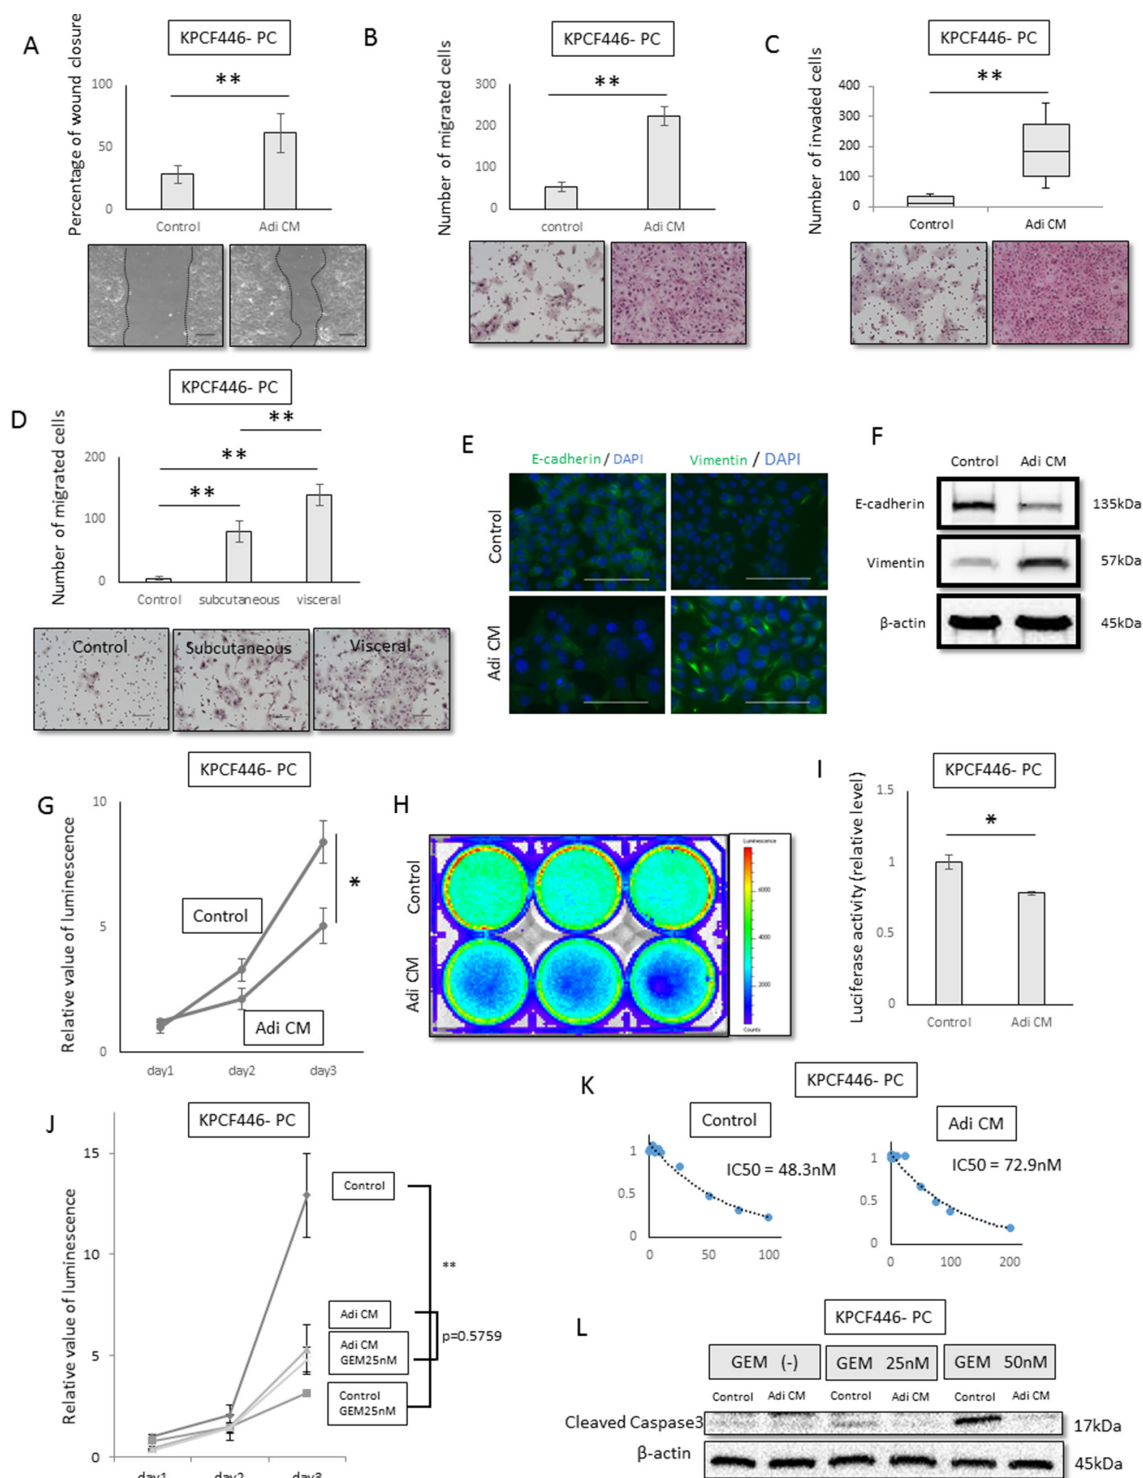 A
KPCF446- PC
Percentage of wound closure
100
50
0
**
Control
Adi CM
B
KPCF446- PC
Number of migrated cells
300
200
100
0
**
control
Adi CM
C
KPCF446- PC
Number of invaded cells
400
300
200
100
0
**
Control
Adi CM
D
KPCF446- PC
Number of migrated cells
200
100
0
**
**
**
Control
subcutaneous
visceral
Control
Subcutaneous
Visceral
E
E-cadherin / DAPI
Vimentin / DAPI
Control
Adi CM
F
Control
Adi CM
E-cadherin
135kDa
Vimentin
57kDa
β-actin
45kDa
G
KPCF446- PC
Relative value of luminescence
10
5
0
Control
Adi CM
*
day1
day2
day3
H
Control
Adi CM
Luminescence
6000
4000
2000
Counts
I
KPCF446- PC
Luciferase activity (relative level)
1.5
1
0.5
0
*
Control
Adi CM
J
KPCF446- PC
Relative value of luminescence
15
10
5
0
Control
Adi CM
Adi CM
GEM25nM
Control
GEM25nM
**
p=0.5759
day1
day2
day3
K
KPCF446- PC
Control
IC50 = 48.3nM
1
0.5
0
0
50
100
Adi CM
IC50 = 72.9nM
1
0.5
0
0
100
200
L
KPCF446- PC
GEM (-)
GEM 25nM
GEM 50nM
Control
Adi CM
Control
Adi CM
Control
Adi CM
Cleaved Caspase3
17kDa
β-actin
45kDa